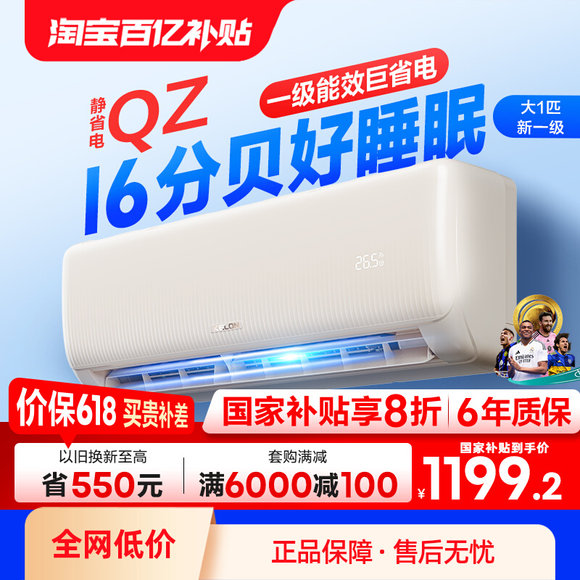 淘宝百亿补贴
静省电
QZ
一级能效巨省电
大1匹
新一级
16分贝好睡眠
26.5
价保618
买贵补差
国家补贴享8折 6年质保
以旧换新至高
省550元
套购满减
满6000减100
国家补贴到手价
¥1199.2
全网低价
正品保障·售后无忧